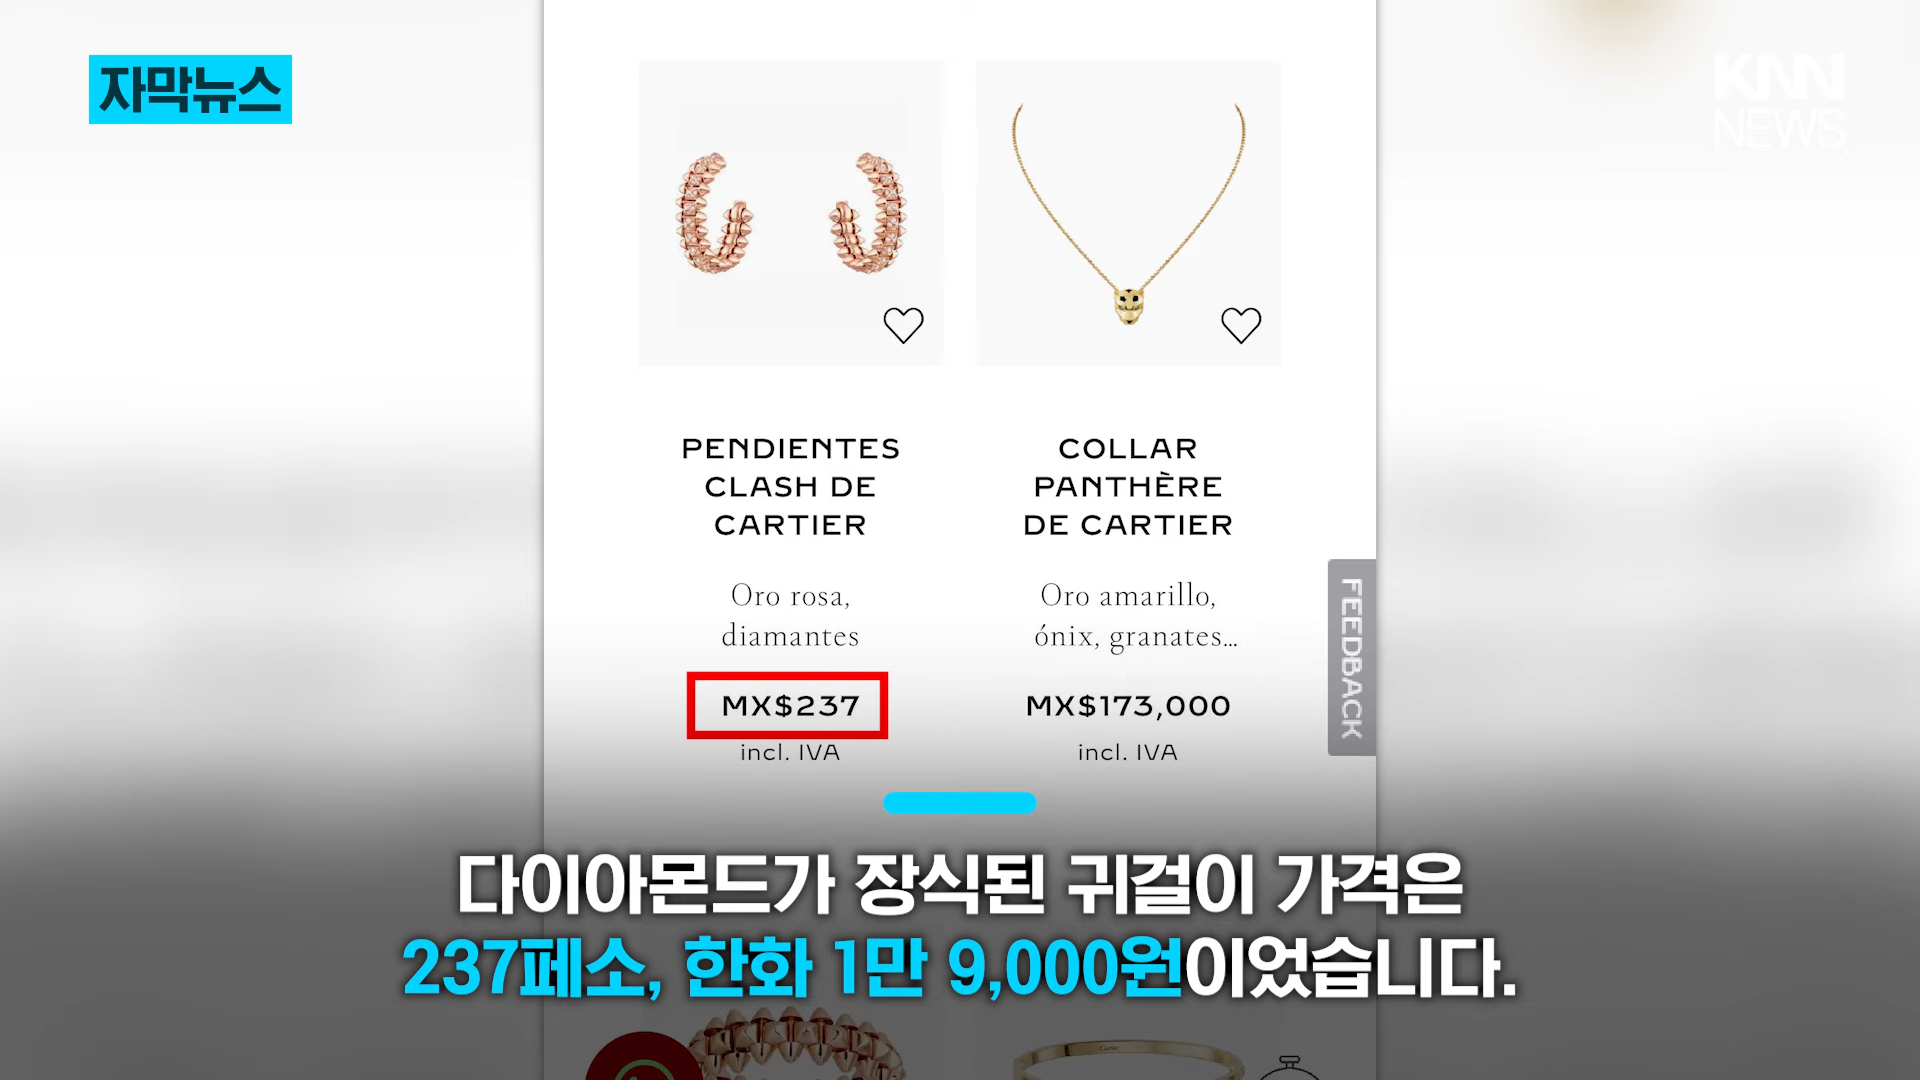 자막뉴스
KNN
NEWS
PENDIENTES
CLASH DE
CARTIER
Oro rosa,
diamantes
MX$237
incl. IVA
COLLAR
PANTHÈRE
DE CARTIER
Oro amarillo,
ónix, granates...
MX$173,000
incl. IVA
FEEDBACK
다이아몬드가 장식된 귀걸이 가격은
237페소, 한화 1만 9,000원이었습니다.
Cartier